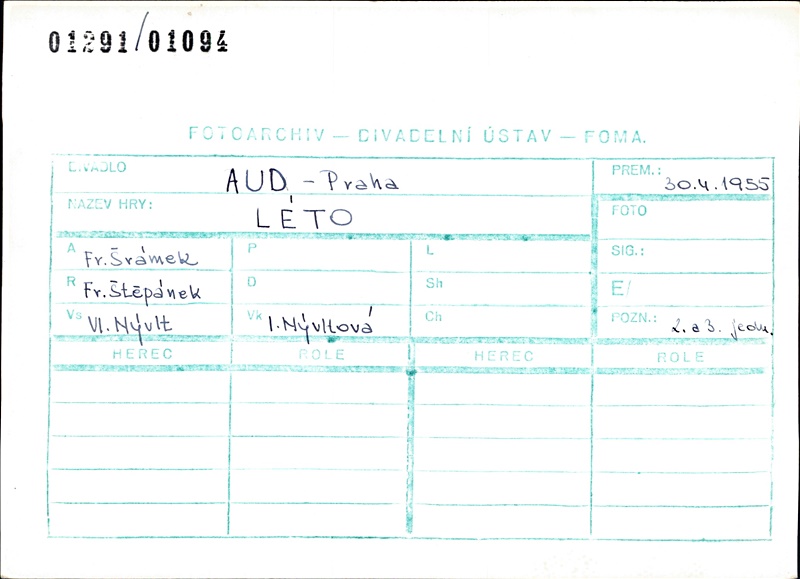 01291/01094
FOTOARCHIV — DIVADELNÍ ÚSTAV — FOMA.
DIVADLO AUD - Praha PREM.: 30.4.1955
NÁZEV HRY: LÉTO FOTO
A Fr. Šrámek P L SIG.:
R Fr. Štěpánek D Sh E/
Vs Vl. Nývlt Vk I. Nývltová Ch POZN.: 2. a 3. jedn.
HEREC ROLE HEREC ROLE